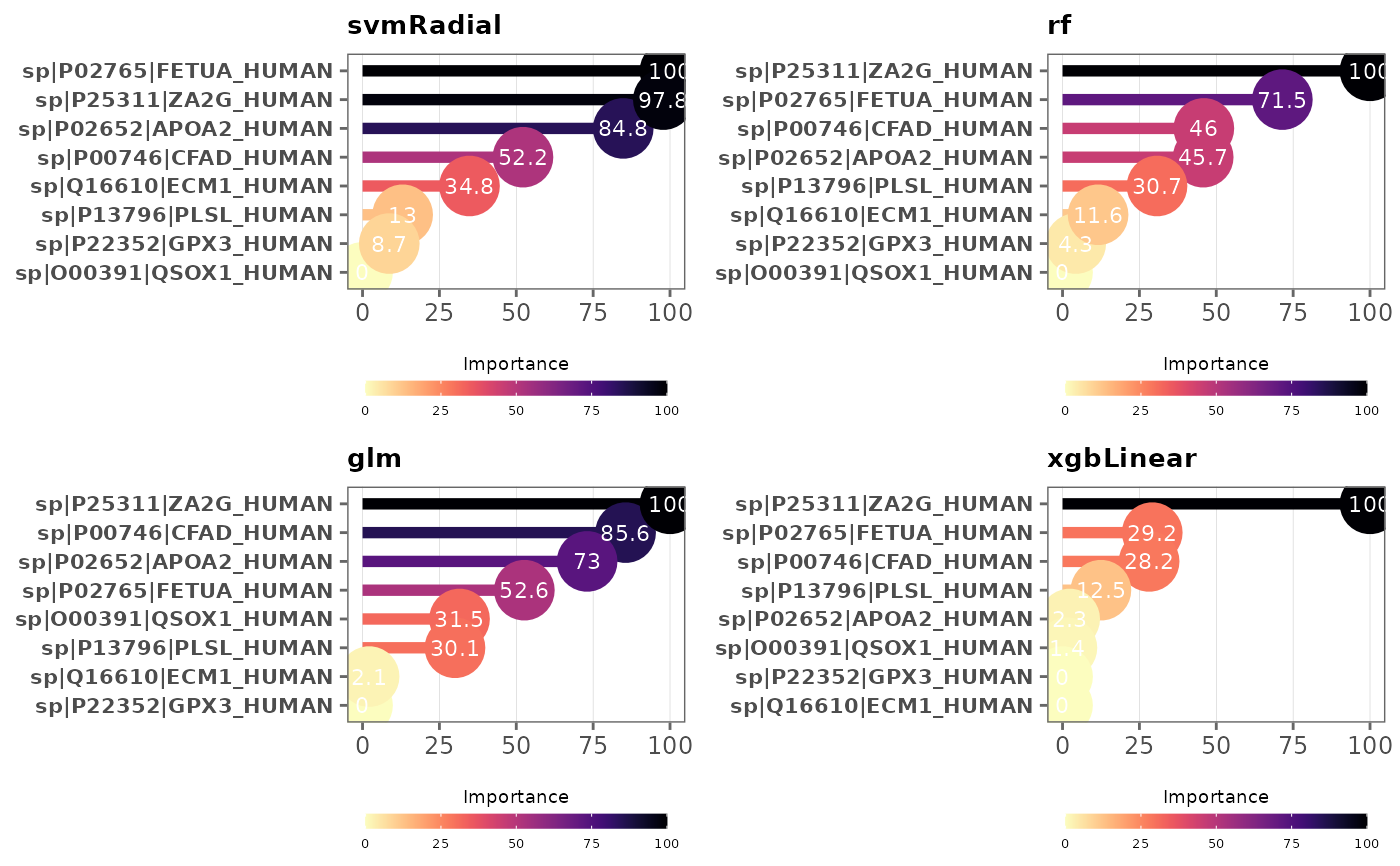 svmRadial
sp|P02765|FETUA_HUMAN 100
sp|P25311|ZA2G_HUMAN 97.8
sp|P02652|APOA2_HUMAN 84.8
sp|P00746|CFAD_HUMAN 52.2
sp|Q16610|ECM1_HUMAN 34.8
sp|P13796|PLSL_HUMAN 13
sp|P22352|GPX3_HUMAN 8.7
sp|O00391|QSOX1_HUMAN 0
0 25 50 75 100
Importance
0 25 50 75 100
rf
sp|P25311|ZA2G_HUMAN 100
sp|P02765|FETUA_HUMAN 71.5
sp|P00746|CFAD_HUMAN 46
sp|P02652|APOA2_HUMAN 45.7
sp|P13796|PLSL_HUMAN 30.7
sp|Q16610|ECM1_HUMAN 11.6
sp|P22352|GPX3_HUMAN 4.3
sp|O00391|QSOX1_HUMAN 0
0 25 50 75 100
Importance
0 25 50 75 100
glm
sp|P25311|ZA2G_HUMAN 100
sp|P00746|CFAD_HUMAN 85.6
sp|P02652|APOA2_HUMAN 73
sp|P02765|FETUA_HUMAN 52.6
sp|O00391|QSOX1_HUMAN 31.5
sp|P13796|PLSL_HUMAN 30.1
sp|Q16610|ECM1_HUMAN 2.1
sp|P22352|GPX3_HUMAN 0
0 25 50 75 100
Importance
0 25 50 75 100
xgbLinear
sp|P25311|ZA2G_HUMAN 100
sp|P02765|FETUA_HUMAN 29.2
sp|P00746|CFAD_HUMAN 28.2
sp|P13796|PLSL_HUMAN 12.5
sp|P02652|APOA2_HUMAN 2.3
sp|O00391|QSOX1_HUMAN 1.4
sp|P22352|GPX3_HUMAN 0
sp|Q16610|ECM1_HUMAN 0
0 25 50 75 100
Importance
0 25 50 75 100